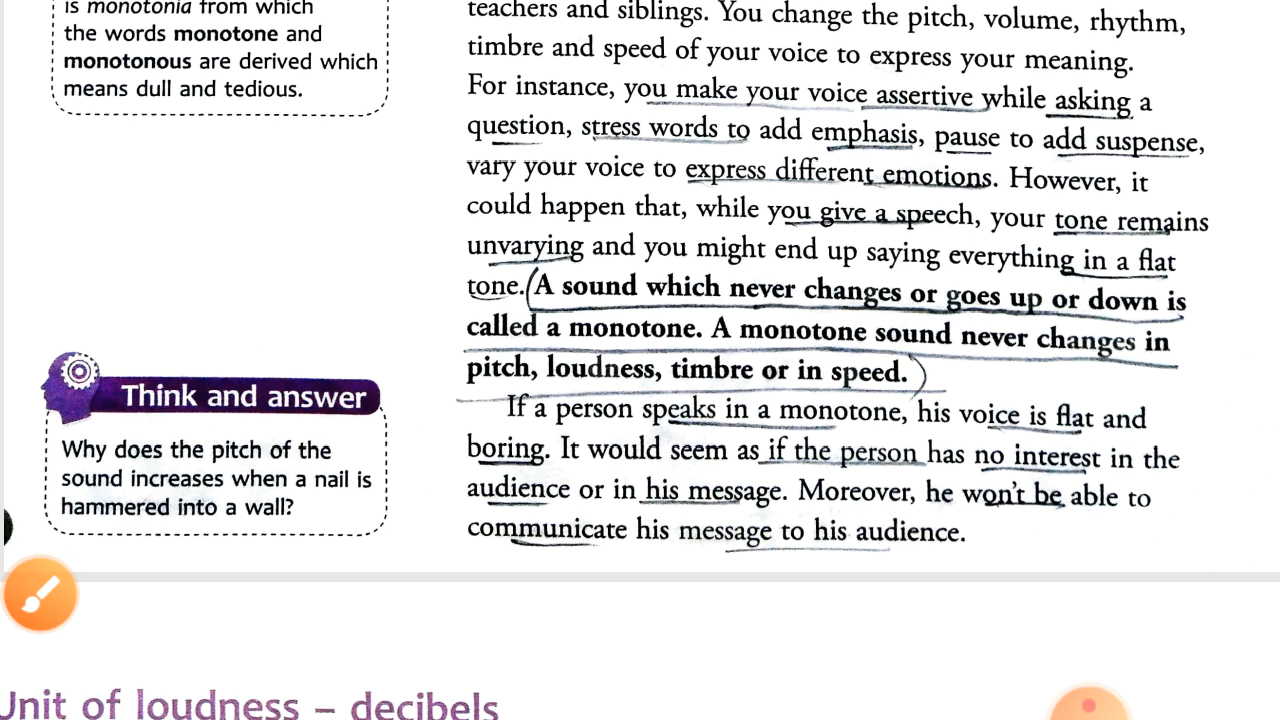 is monotonia from which
the words monotone and
monotonous are derived which
means dull and tedious.
teachers and siblings. You change the pitch, volume, rhythm,
timbre and speed of your voice to express your meaning.
For instance, you make your voice assertive while asking a
question, stress words to add emphasis, pause to add suspense,
vary your voice to express different emotions. However, it
could happen that, while you give a speech, your tone remains
unvarying and you might end up saying everything in a flat
tone. (A sound which never changes or goes up or down is
called a monotone. A monotone sound never changes in
pitch, loudness, timbre or in speed.)
If a person speaks in a monotone, his voice is flat and
boring. It would seem as if the person has no interest in the
audience or in his message. Moreover, he won't be able to
communicate his message to his audience.
Think and answer
Why does the pitch of the
sound increases when a nail is
hammered into a wall?
Unit of loudness – decibels